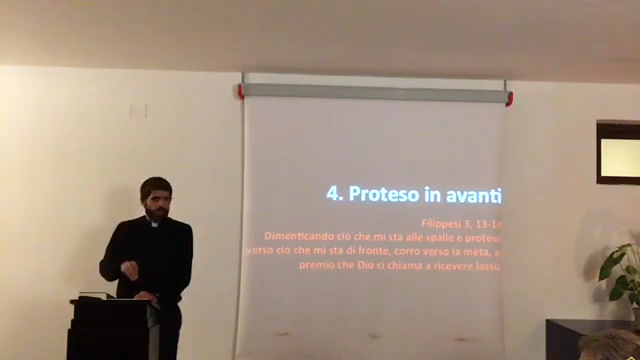 4. Proteso in avanti
Filippesi 3, 13-1
Dimenticando ciò che mi sta alle spalle e proteso
verso ciò che mi sta di fronte, corro verso la mèta, a
premio che Dio ci chiama a ricevere lassù